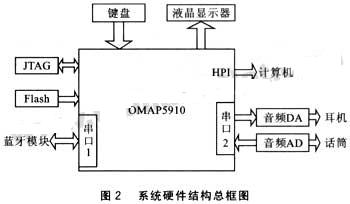 键盘
液晶显示器
JTAG
HPI
计算机
Flash
OMAP5910
蓝牙模块
串口1
串口2
音频DA
耳机
音频AD
话筒
图2 系统硬件结构总框图